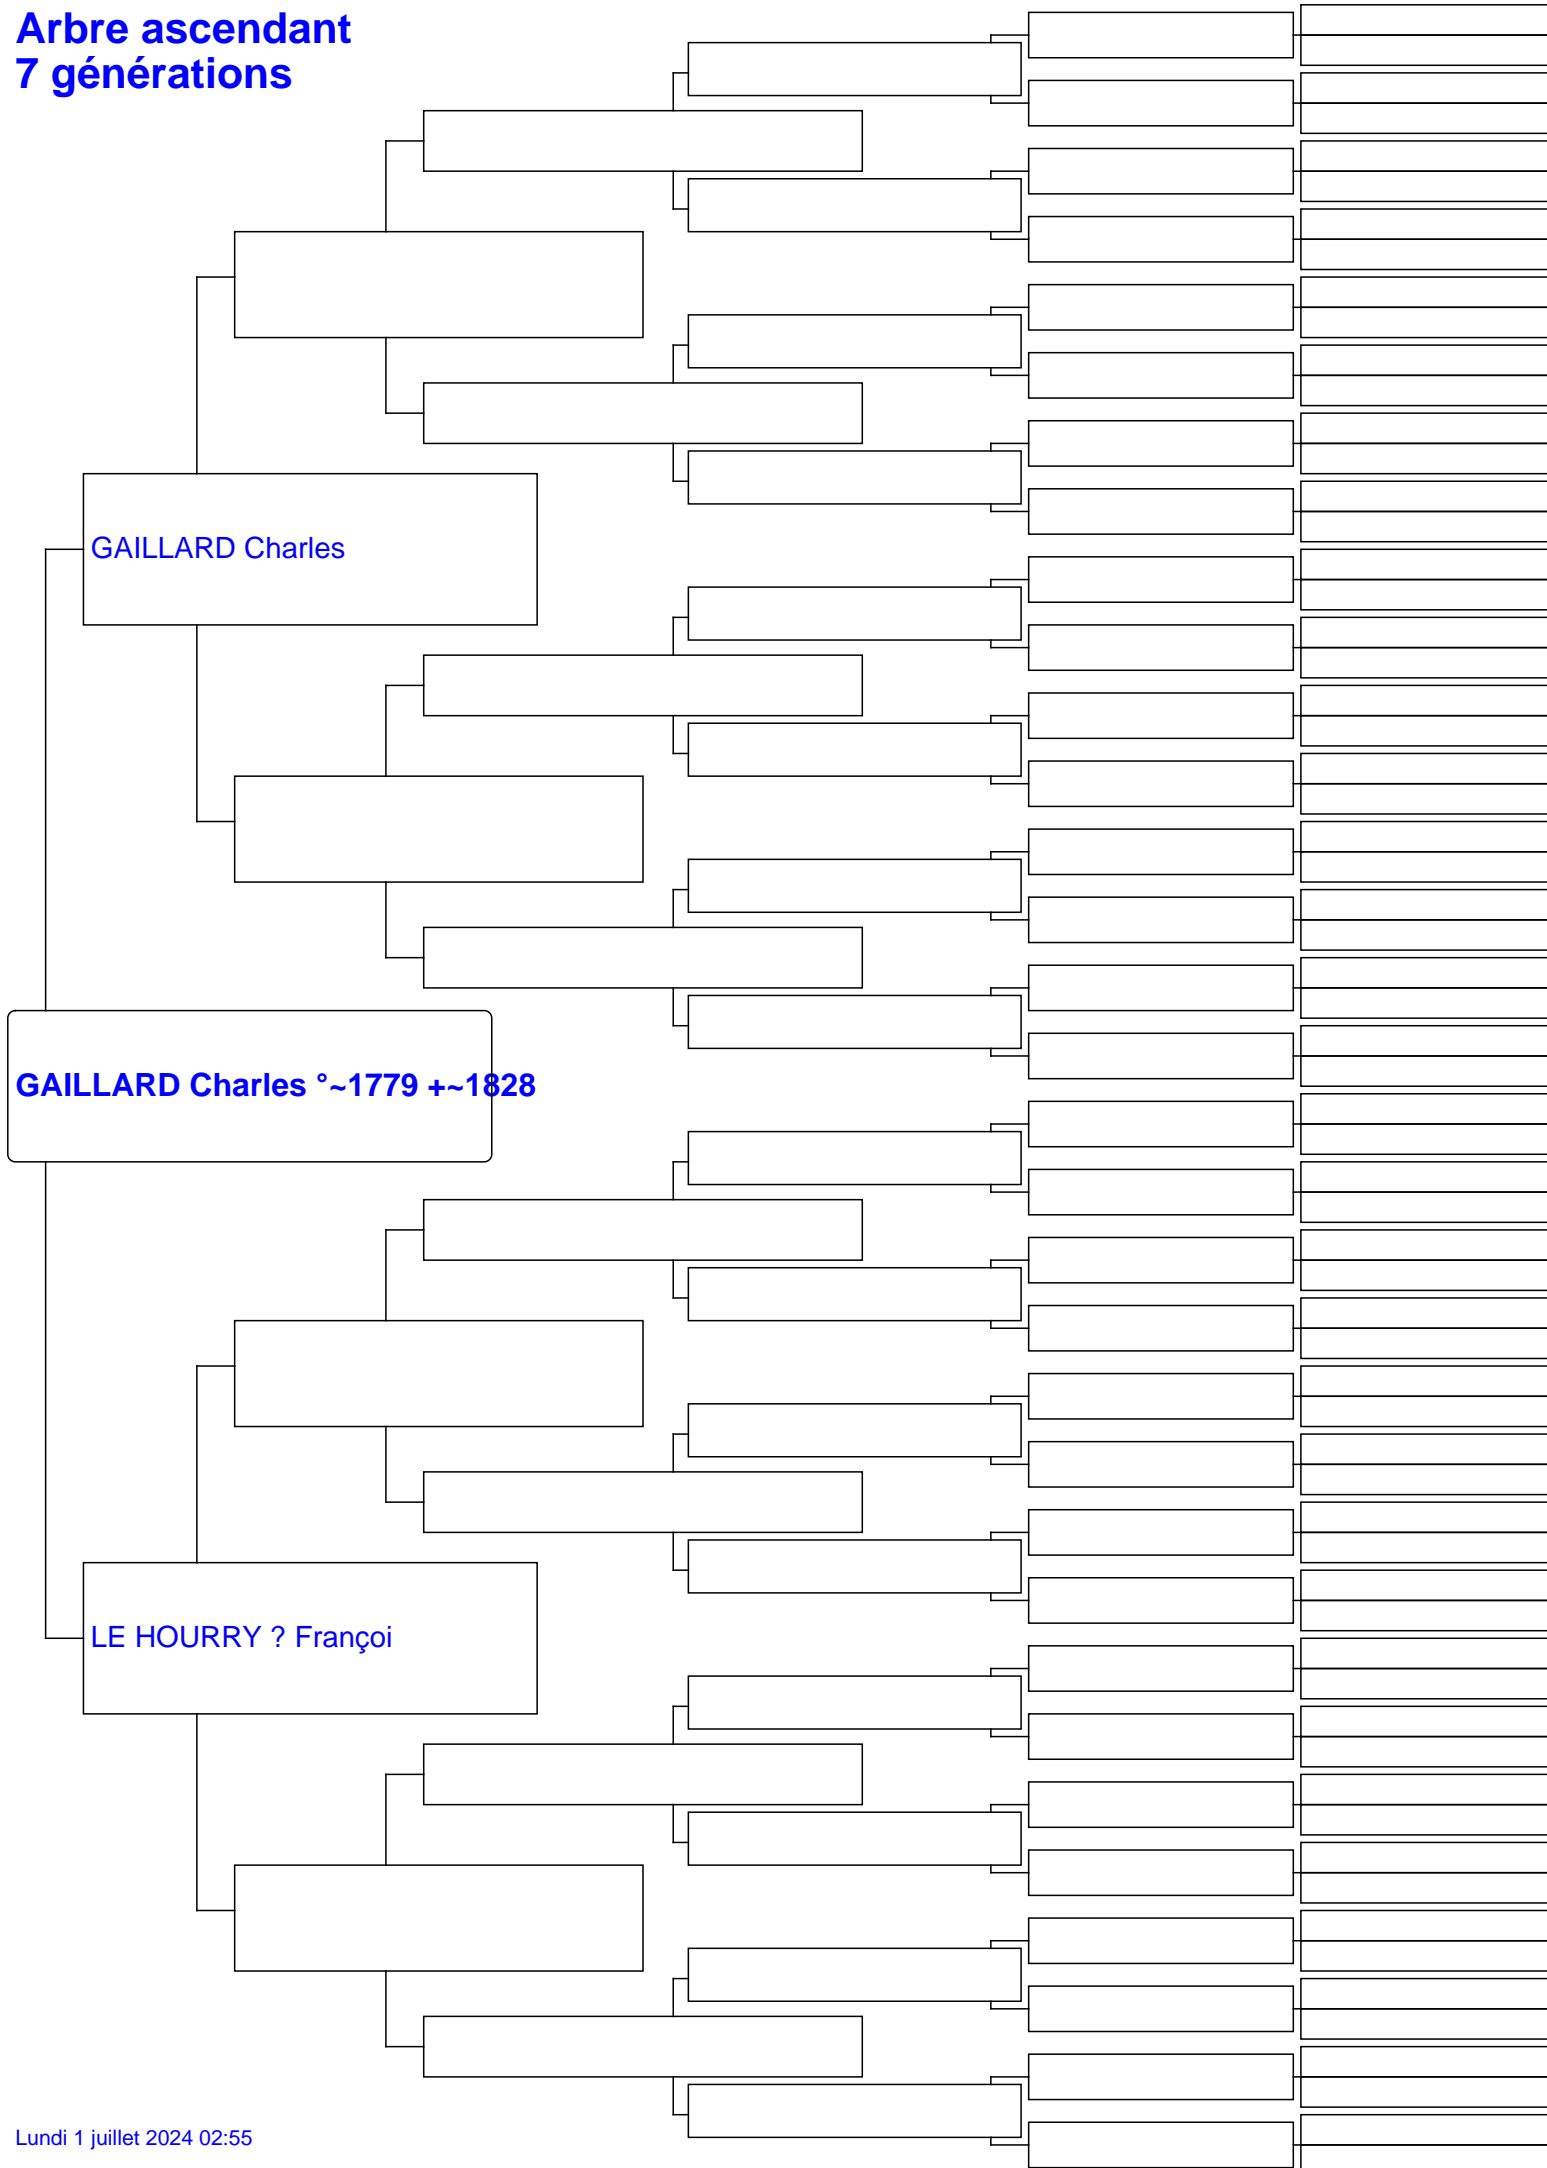 Arbre ascendant
7 générations
GAILLARD Charles
GAILLARD Charles °~1779 +~1828
LE HOURRY ? Françoi
Lundi 1 juillet 2024 02:55